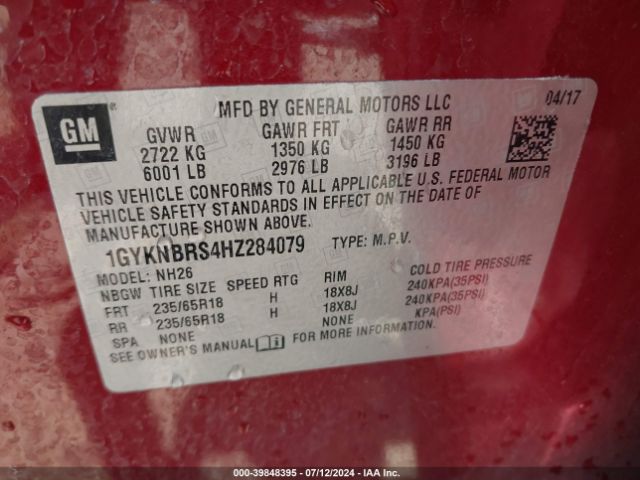 GM
MFD BY GENERAL MOTORS LLC 04/17
GVWR GAWR FRT GAWR RR
2722 KG 1350 KG 1450 KG
6001 LB 2976 LB 3196 LB
THIS VEHICLE CONFORMS TO ALL APPLICABLE U.S. FEDERAL MOTOR
VEHICLE SAFETY STANDARDS IN EFFECT ON THE DATE OF
MANUFACTURE SHOWN ABOVE.
1GYKNBRS4HZ284079 TYPE: M.P.V.
MODEL: NH26
NBGW TIRE SIZE SPEED RTG RIM COLD TIRE PRESSURE
FRT 235/65R18 H 18X8J 240KPA(35PSI)
RR 235/65R18 H 18X8J 240KPA(35PSI)
SPA NONE NONE KPA(PSI)
SEE OWNER'S MANUAL FOR MORE INFORMATION.
000-39848395 - 07/12/2024 - IAA Inc.